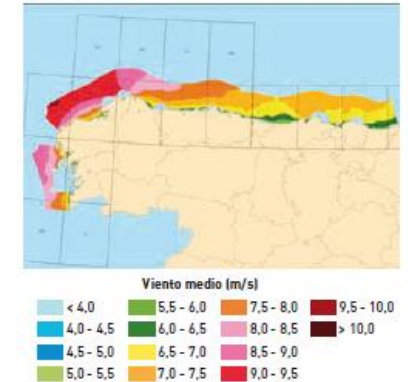 Viento medio (m/s)
< 4,0 5,5 - 6,0 7,5 - 8,0 9,5 - 10,0
4,0 - 4,5 6,0 - 6,5 8,0 - 8,5 > 10,0
4,5 - 5,0 6,5 - 7,0 8,5 - 9,0
5,0 - 5,5 7,0 - 7,5 9,0 - 9,5